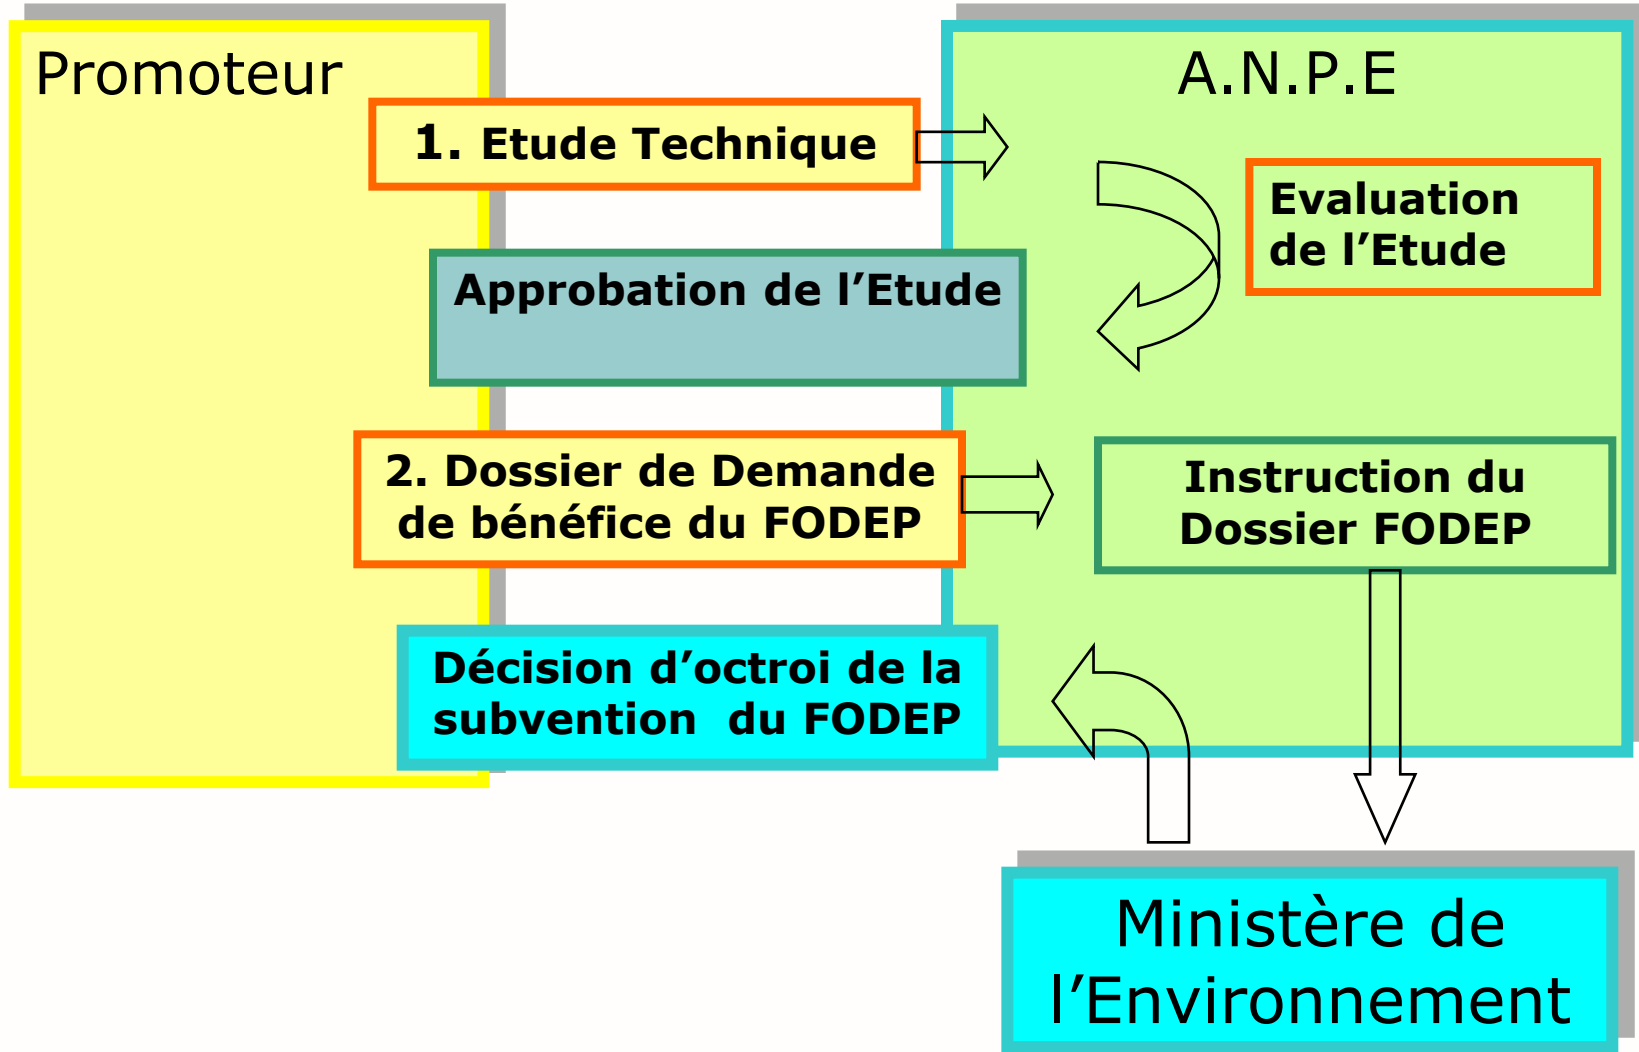 Promoteur
A.N.P.E
1. Etude Technique
Evaluation
de l’Etude
Approbation de l’Etude
2. Dossier de Demande
de bénéfice du FODEP
Instruction du
Dossier FODEP
Décision d’octroi de la
subvention  du FODEP
Ministère de
l’Environnement